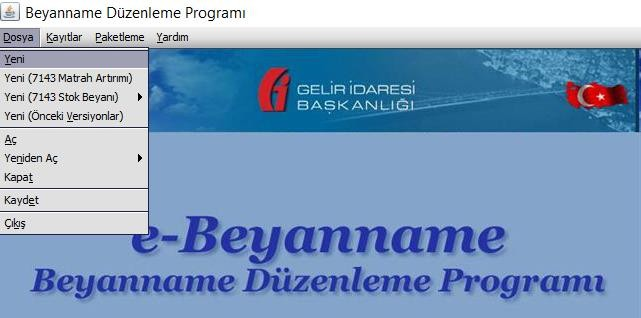 Beyanname Düzenleme Programı
Dosya Kayıtlar Paketleme Yardım
Yeni
Yeni (7143 Matrah Artırımı)
Yeni (7143 Stok Beyanı)
Yeni (Önceki Versiyonlar)
Aç
Yeniden Aç
Kapat
Kaydet
Çıkış
GELİR İDARESİ
BAŞKANLIĞI
e-Beyanname
Beyanname Düzenleme Programı